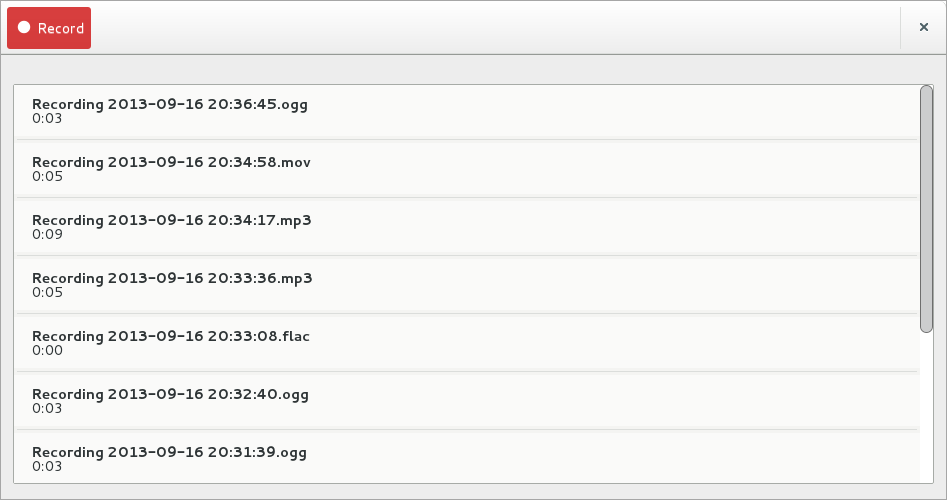 Record
Recording 2013-09-16 20:36:45.ogg
0:03
Recording 2013-09-16 20:34:58.mov
0:05
Recording 2013-09-16 20:34:17.mp3
0:09
Recording 2013-09-16 20:33:36.mp3
0:05
Recording 2013-09-16 20:33:08.flac
0:00
Recording 2013-09-16 20:32:40.ogg
0:03
Recording 2013-09-16 20:31:39.ogg
0:03